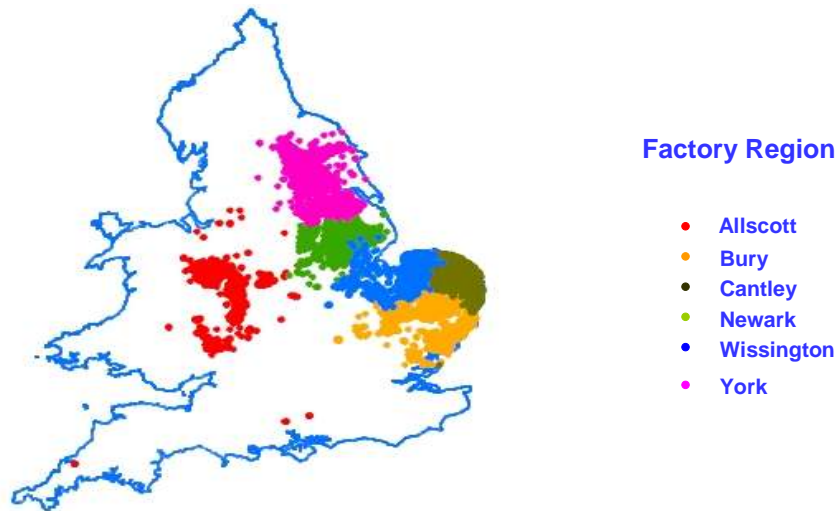 Factory Region
Allscott
Bury
Cantley
Newark
Wissington
York